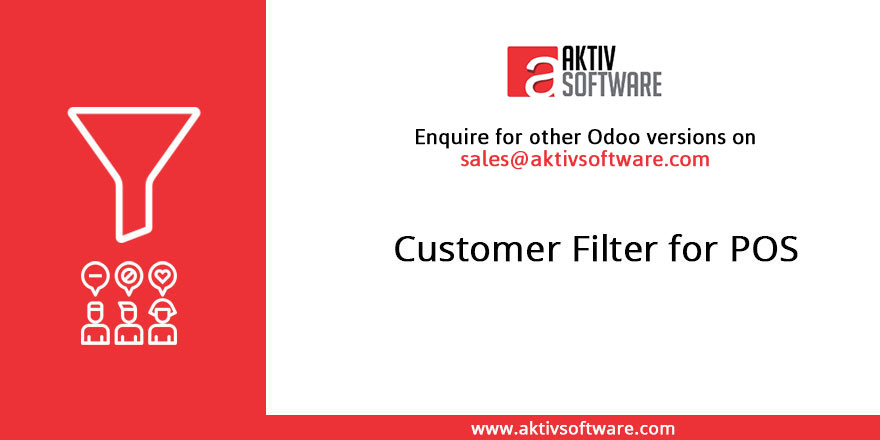 a AKTIV
SOFTWARE
Enquire for other Odoo versions on
sales@aktivsoftware.com
Customer Filter for POS
www.aktivsoftware.com